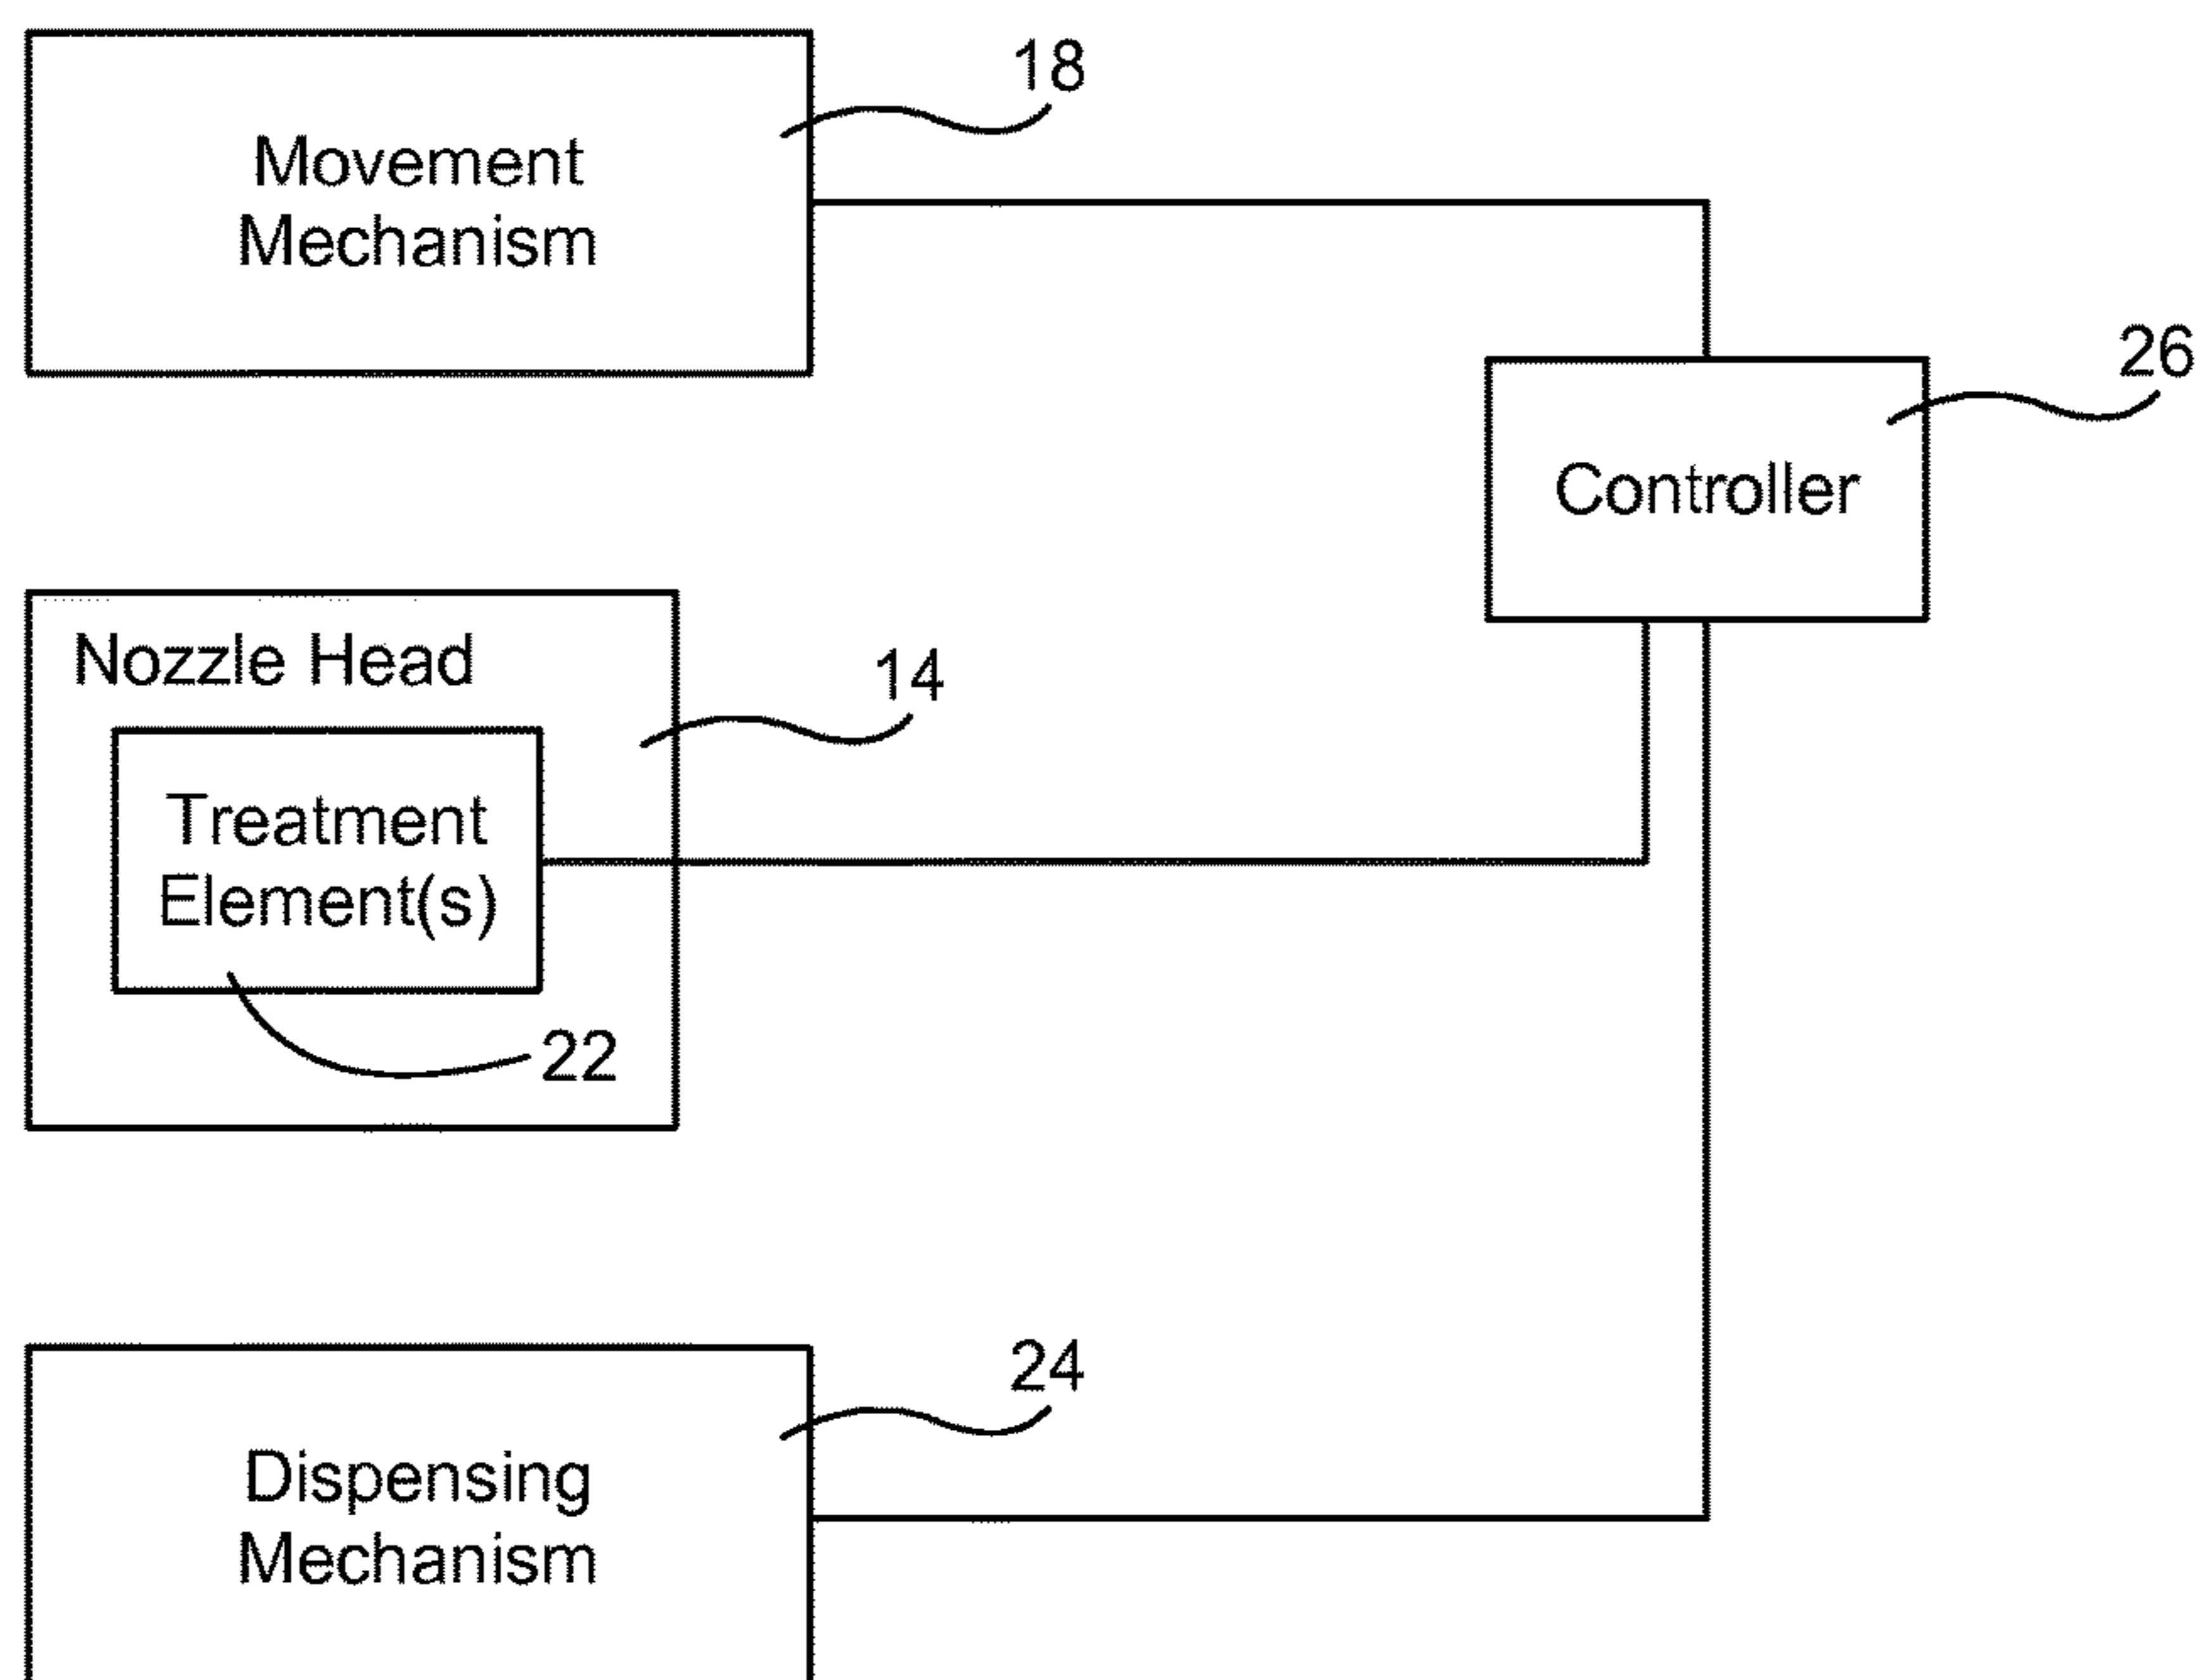 18
Movement
Mechanism
26
Controller
Nozzle Head
14
Treatment
Element(s)
22
24
Dispensing
Mechanism